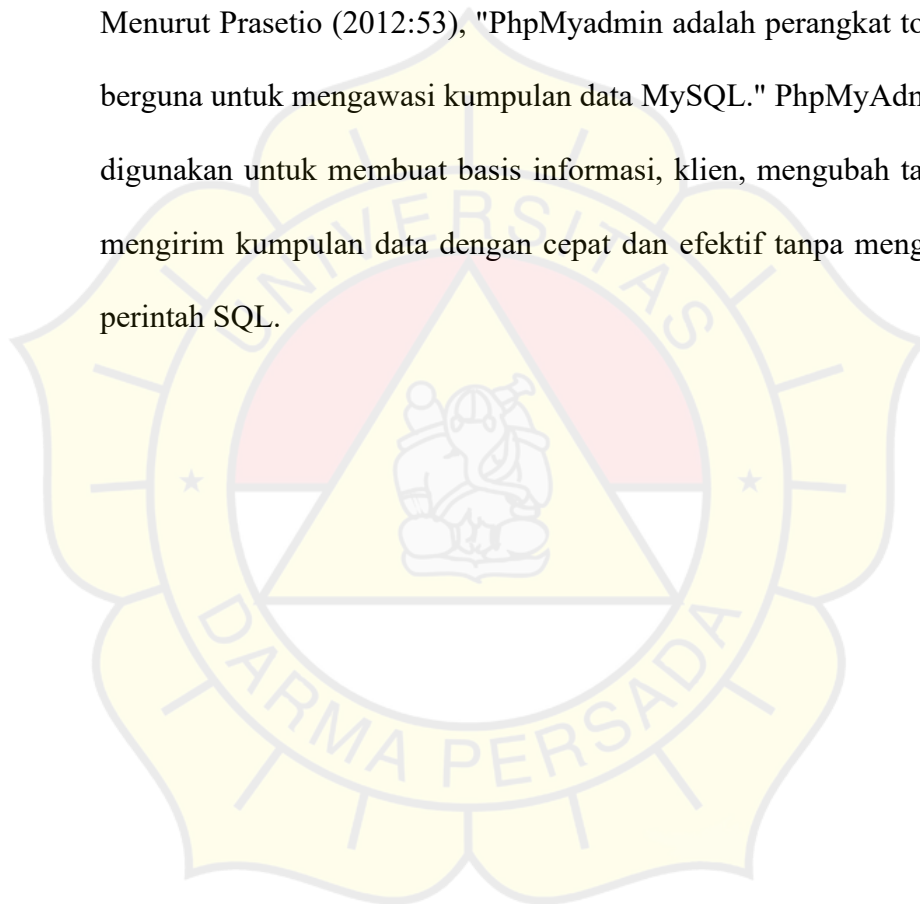 Menurut Prasetio (2012:53), "PhpMyadmin adalah perangkat
berguna untuk mengawasi kumpulan data MySQL."
digunakan untuk membuat basis informasi, klien, mengubah
mengirim kumpulan data dengan cepat dan efektif tanpa
perintah SQL.
UNIVERSITAS
DARMA PERSADA